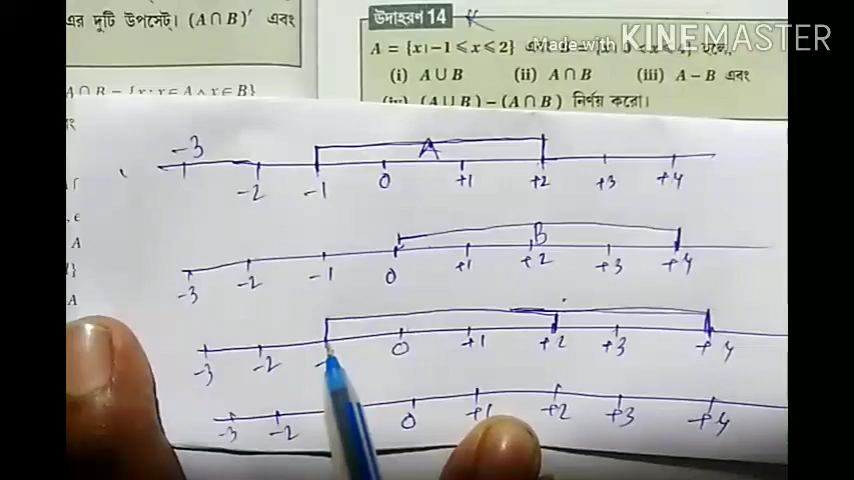 এর দুটি উপসেট্। (A ∩ B)′ এবং
A ∩ B = {x : x ∈ A ∧ x ∈ B}
উদাহরণ 14
A = {x | −1 ⩽ x ⩽ 2} এবং
Made with KINEMASTER
(i) A ∪ B (ii) A ∩ B (iii) A − B এবং
(iv) (A ∪ B) − (A ∩ B) নির্ণয় করো।
A
-3 -2 -1 0 +1 +2 +3 +4
B
-3 -2 -1 0 +1 +2 +3 +4
-3 -2 0 +1 +2 +3 +4
-3 -2 0 +1 +2 +3 +4